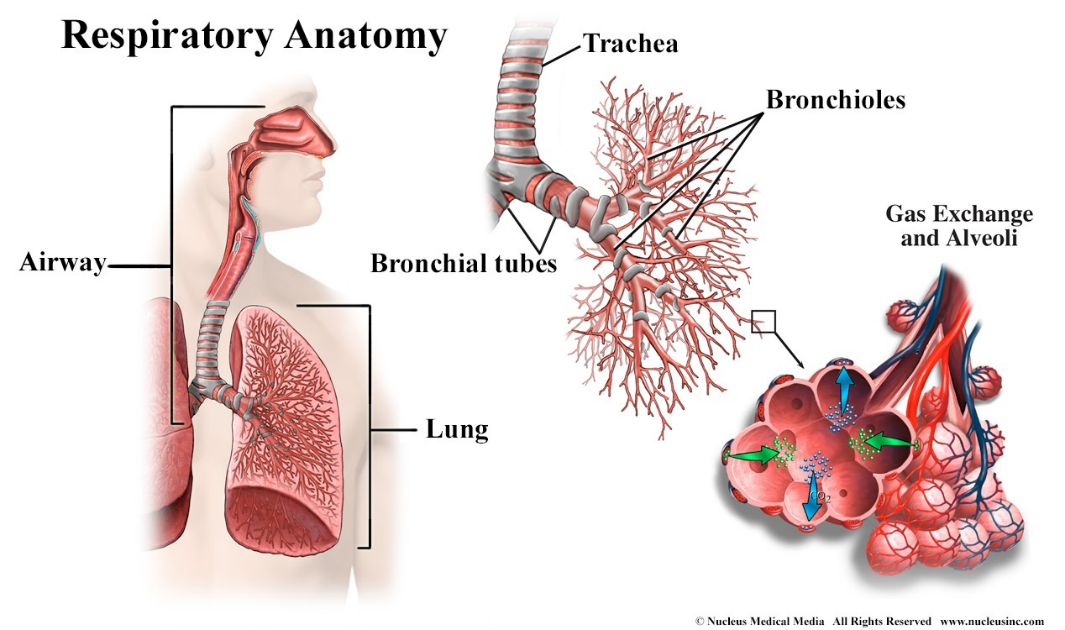 Respiratory Anatomy
Trachea
Bronchioles
Gas Exchange
and Alveoli
Airway
Bronchial tubes
Lung
© Nucleus Medical Media   All Rights Reserved   www.nucleusinc.com